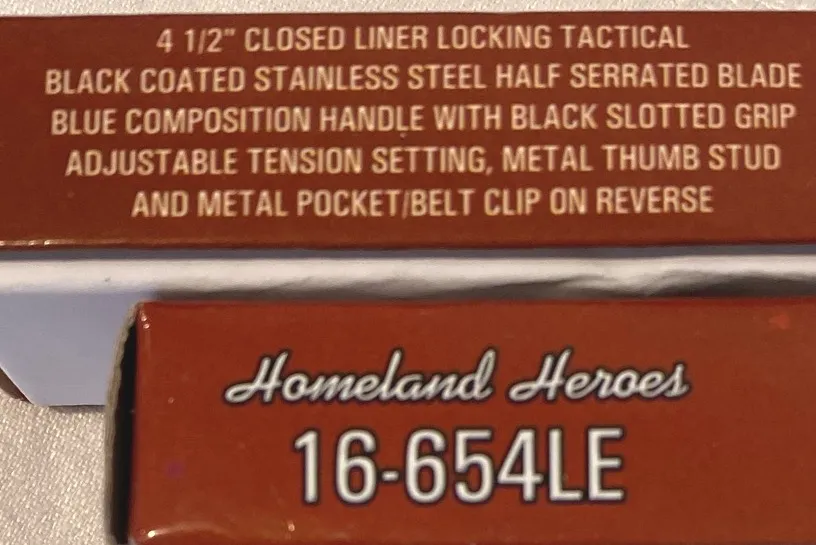 4 1/2" CLOSED LINER LOCKING TACTICAL
BLACK COATED STAINLESS STEEL HALF SERRATED BLADE
BLUE COMPOSITION HANDLE WITH BLACK SLOTTED GRIP
ADJUSTABLE TENSION SETTING, METAL THUMB STUD
AND METAL POCKET/BELT CLIP ON REVERSE
Homeland Heroes
16-654LE